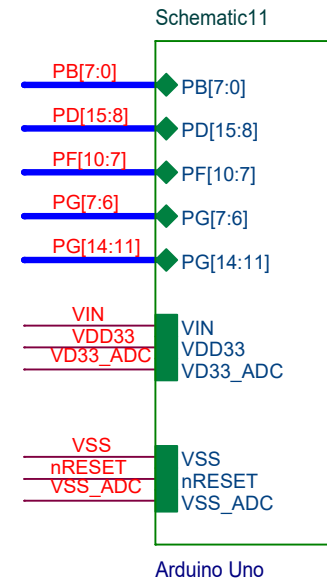 Schematic11
PB[7:0] PB[7:0]
PD[15:8] PD[15:8]
PF[10:7] PF[10:7]
PG[7:6] PG[7:6]
PG[14:11] PG[14:11]
VIN VIN
VDD33 VDD33
VD33_ADC VD33_ADC
VSS VSS
nRESET nRESET
VSS_ADC VSS_ADC
Arduino Uno